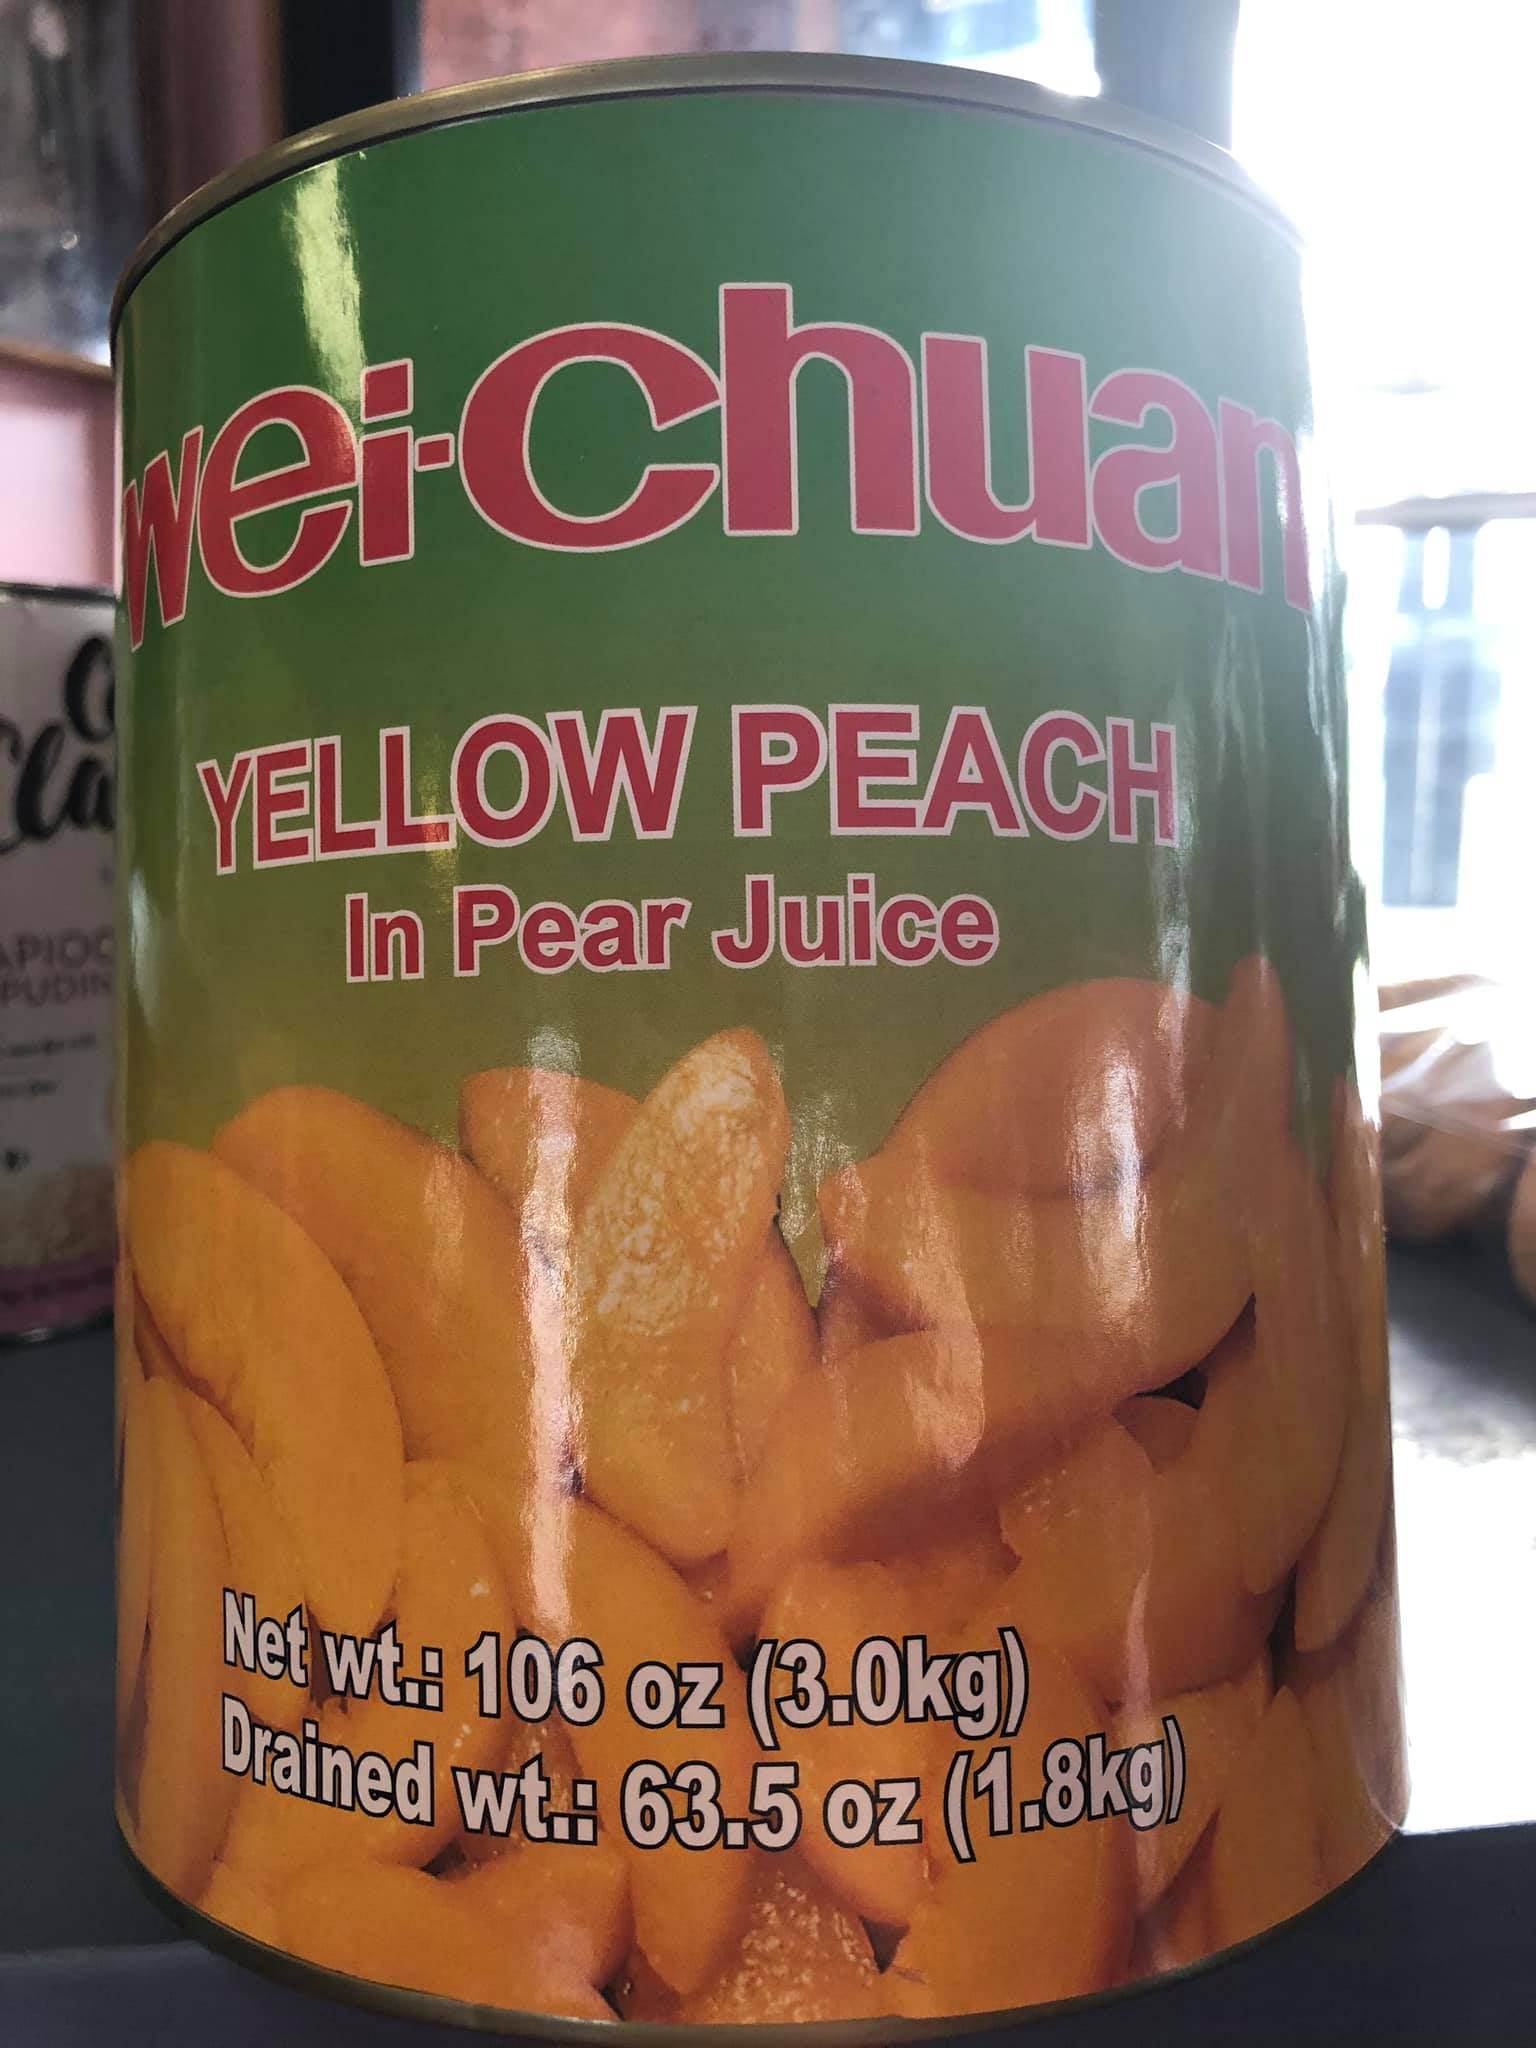 wei-chuan
YELLOW PEACH
In Pear Juice
Net wt.: 106 oz (3.0kg)
Drained wt.: 63.5 oz (1.8kg)